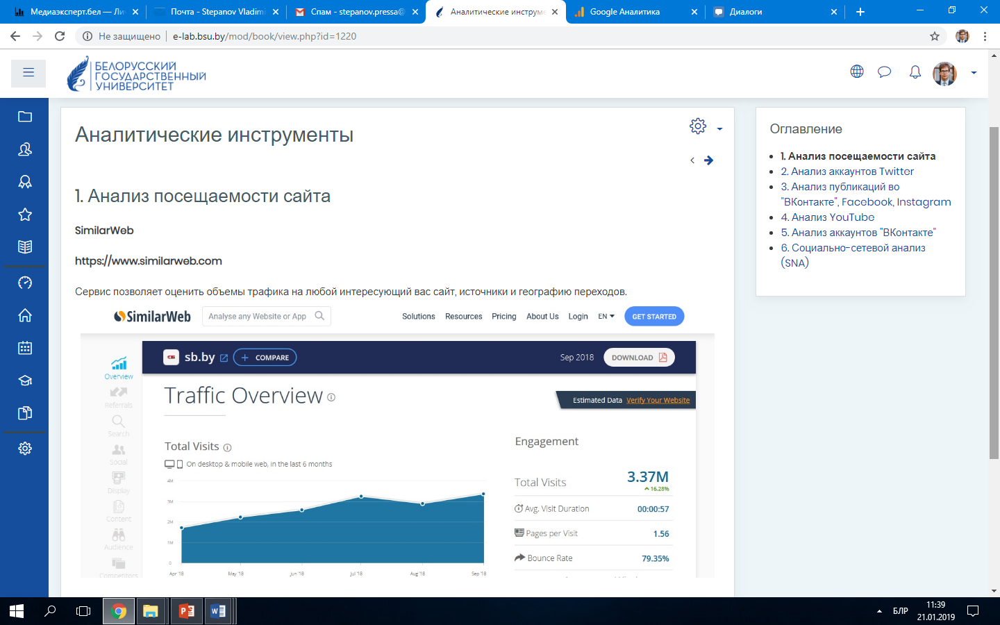 Медиаэксперт.бел — Ли
Почта - Stepanov Vladimi
Спам - stepanov.pressa@
Аналитические инструме
Google Аналитика
Диалоги
Не защищено
e-lab.bsu.by/mod/book/view.php?id=1220
БЕЛОРУССКИЙ
ГОСУДАРСТВЕННЫЙ
УНИВЕРСИТЕТ
Аналитические инструменты
1. Анализ посещаемости сайта
SimilarWeb
https://www.similarweb.com
Сервис позволяет оценить объемы трафика на любой интересующий вас сайт, источники и географию переходов.
SimilarWeb
Analyse any Website or App
Solutions
Resources
Pricing
About Us
Login
EN
GET STARTED
sb.by
COMPARE
Sep 2018
DOWNLOAD
Overview
Referrals
Search
Social
Display
Content
Audience
Competitors
Traffic Overview
Estimated Data Verify Your Website
Total Visits
On desktop & mobile web, in the last 6 months
4M
3M
2M
1M
0
Apr '18
May '18
Jun '18
Jul '18
Aug '18
Sep '18
Engagement
Total Visits
3.37M
16.28%
Avg. Visit Duration
00:00:57
Pages per Visit
1.56
Bounce Rate
79.35%
Оглавление
1. Анализ посещаемости сайта
2. Анализ аккаунтов Twitter
3. Анализ публикаций во
"ВКонтакте", Facebook, Instagram
4. Анализ YouTube
5. Анализ аккаунтов "ВКонтакте"
6. Социально-сетевой анализ
(SNA)
БЛР
11:39
21.01.2019